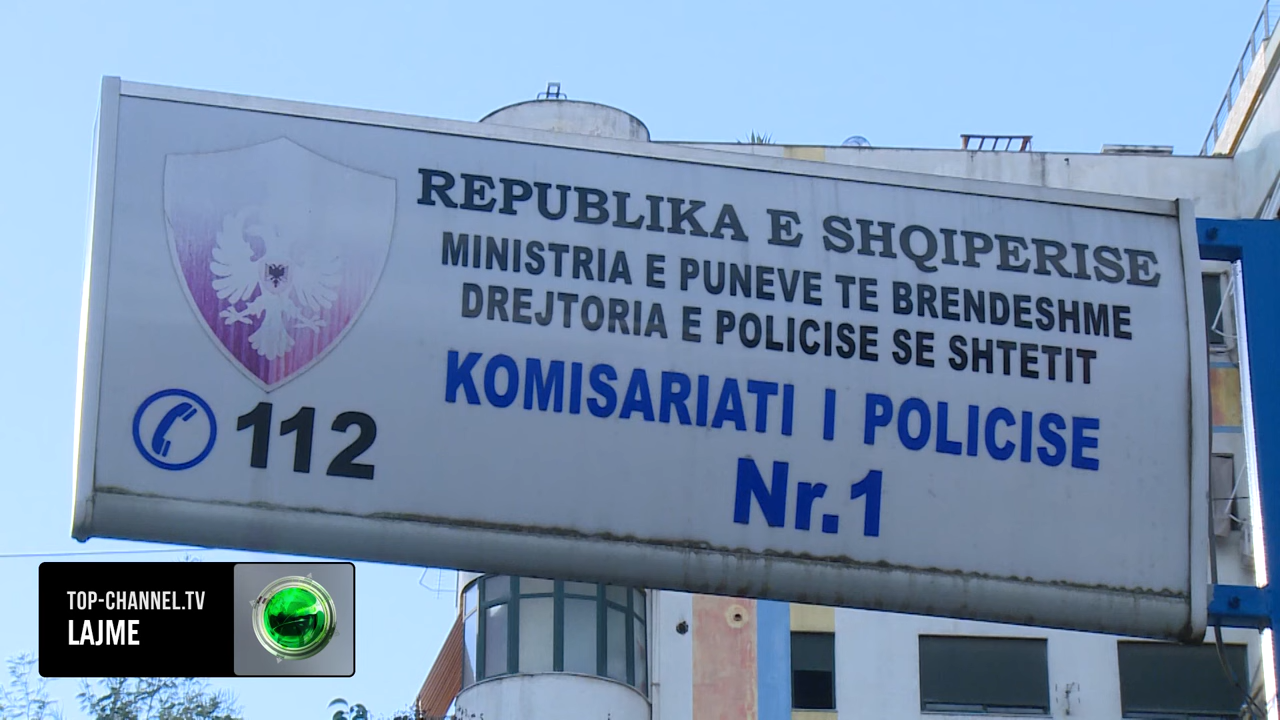 REPUBLIKA E SHQIPERISE
MINISTRIA E PUNEVE TE BRENDESHME
DREJTORIA E POLICISE SE SHTETIT
KOMISARIATI I POLICISE
Nr.1
112
TOP-CHANNEL.TV
LAJME